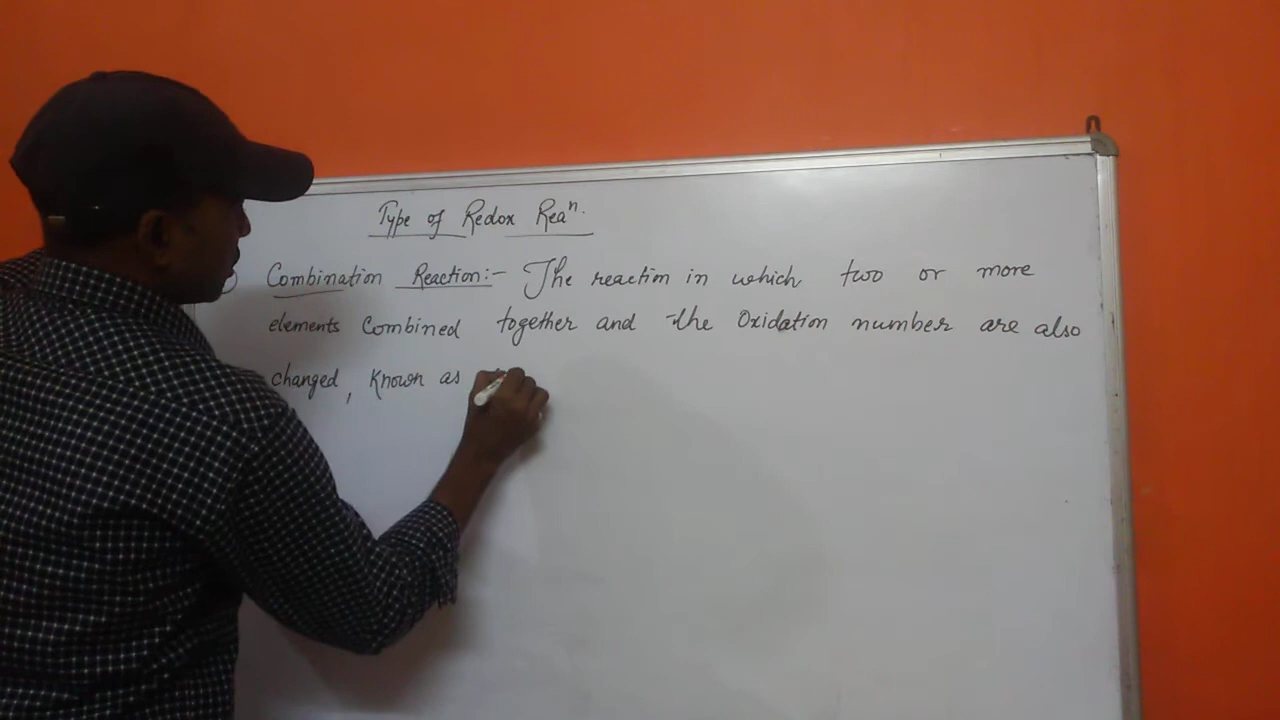 Type of Redox Reaⁿ.
Combination Reaction:- The reaction in which two or more
elements Combined together and the Oxidation number are also
changed, Known as